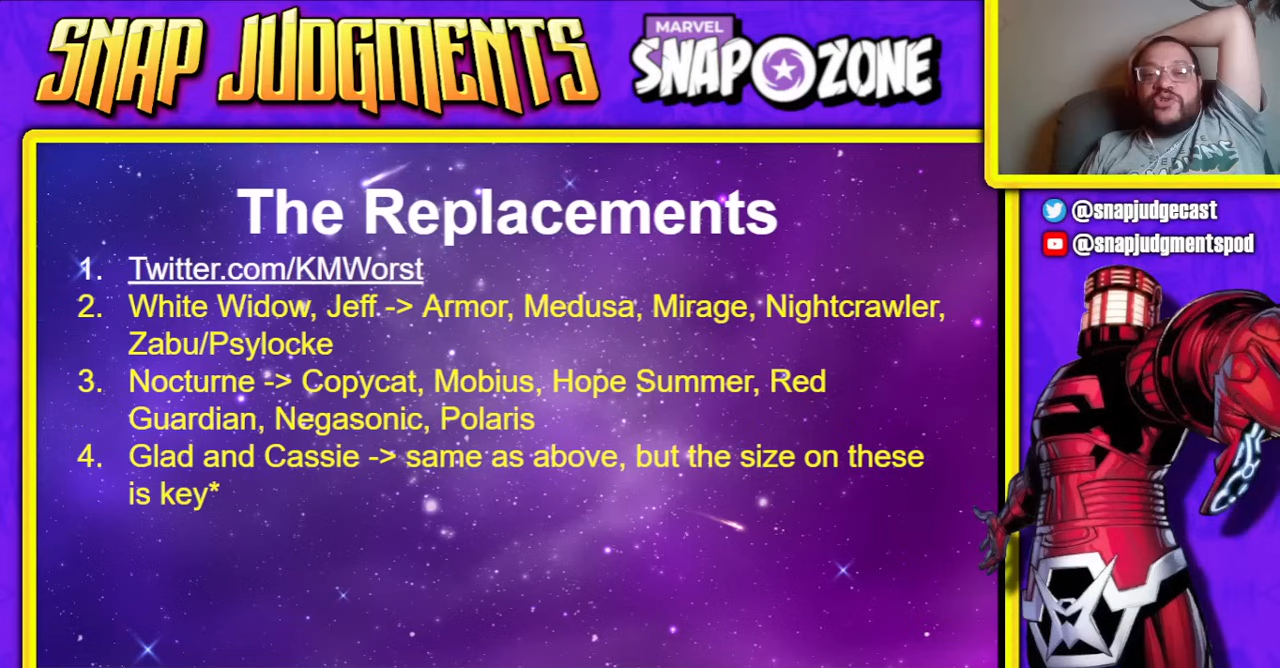 SNAP JUDGMENTS
MARVEL
SNAP ZONE
@snapjudgecast
@snapjudgmentspod
The Replacements
1. Twitter.com/KMWorst
2. White Widow, Jeff -> Armor, Medusa, Mirage, Nightcrawler,
Zabu/Psylocke
3. Nocturne -> Copycat, Mobius, Hope Summer, Red
Guardian, Negasonic, Polaris
4. Glad and Cassie -> same as above, but the size on these
is key*